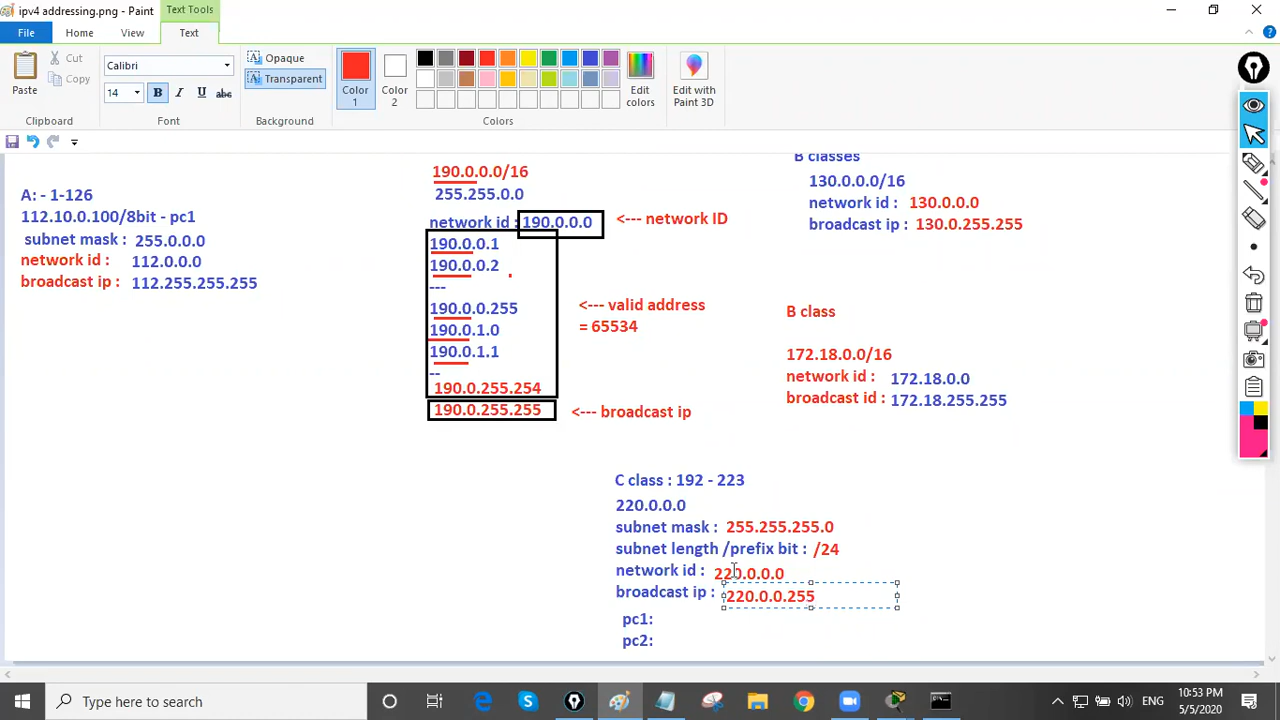 ipv4 addressing.png - Paint
Text Tools
File
Home
View
Text
Paste
Cut
Copy
Clipboard
Calibri
14
B
I
U
abc
Font
Opaque
Transparent
Background
Color 1
Color 2
Edit colors
Colors
Edit with Paint 3D
A: - 1-126
112.10.0.100/8bit - pc1
subnet mask : 255.0.0.0
network id : 112.0.0.0
broadcast ip : 112.255.255.255
190.0.0.0/16
255.255.0.0
network id : 190.0.0.0 <--- network ID
190.0.0.1
190.0.0.2
---
190.0.0.255
190.0.1.0
190.0.1.1
--
190.0.255.254
190.0.255.255 <--- broadcast ip
<--- valid address
= 65534
B classes
130.0.0.0/16
network id : 130.0.0.0
broadcast ip : 130.0.255.255
B class
172.18.0.0/16
network id : 172.18.0.0
broadcast id : 172.18.255.255
C class : 192 - 223
220.0.0.0
subnet mask : 255.255.255.0
subnet length /prefix bit : /24
network id : 220.0.0.0
broadcast ip : 220.0.0.255
pc1:
pc2:
Type here to search
ENG
10:53 PM
5/5/2020